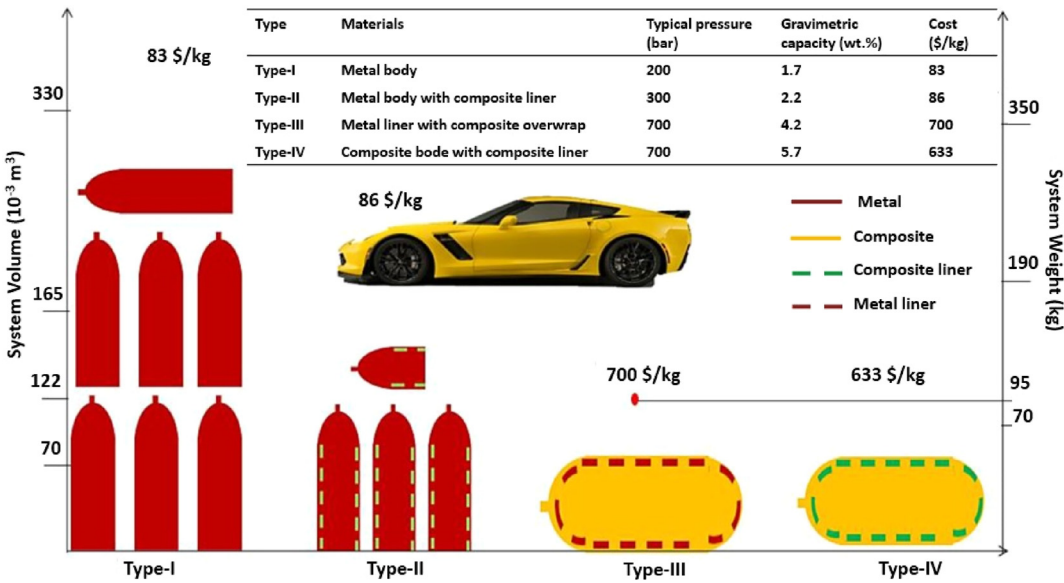 Type Materials Typical pressure (bar) Gravimetric capacity (wt.%) Cost ($/kg)
Type-I Metal body 200 1.7 83
Type-II Metal body with composite liner 300 2.2 86
Type-III Metal liner with composite overwrap 700 4.2 700
Type-IV Composite bode with composite liner 700 5.7 633
83 $/kg
86 $/kg
700 $/kg
633 $/kg
Metal
Composite
Composite liner
Metal liner
System Volume (10⁻³ m³)
330
165
122
70
System Weight (kg)
350
190
95
70
Type-I
Type-II
Type-III
Type-IV